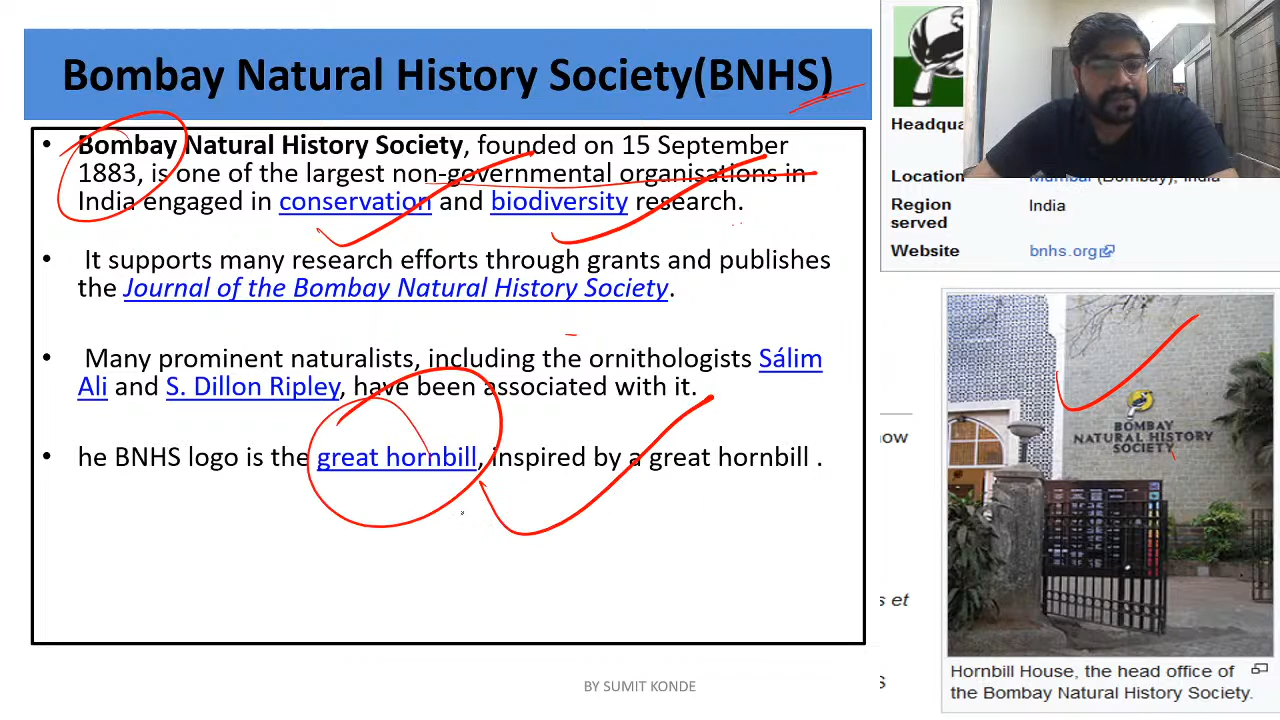 Bombay Natural History Society(BNHS)
• Bombay Natural History Society, founded on 15 September
1883, is one of the largest non-governmental organisations in
India engaged in conservation and biodiversity research.
• It supports many research efforts through grants and publishes
the Journal of the Bombay Natural History Society.
• Many prominent naturalists, including the ornithologists Sálim
Ali and S. Dillon Ripley, have been associated with it.
• he BNHS logo is the great hornbill, inspired by a great hornbill .
BY SUMIT KONDE
Headqua
Location Mumbai (Bombay), India
Region India
served
Website bnhs.org
BOMBAY
NATURAL HISTORY
SOCIETY
ow
s et
s
Hornbill House, the head office of
the Bombay Natural History Society.